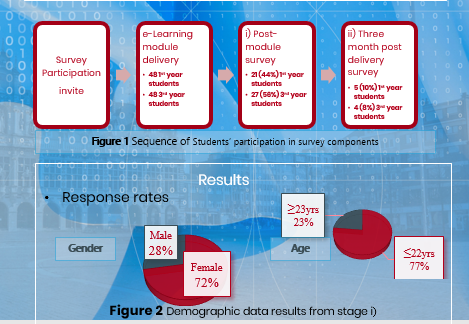 Survey
Participation
invite
e-Learning
module
delivery
• 48 1st year
students
• 48 3rd year
students
i) Post-
module
survey
• 21 (44%) 1st year
students
• 27 (56%) 3rd year
students
ii) Three
month post
delivery
survey
• 5 (10%) 1st year
students
• 4 (8%) 3rd year
students
Figure 1 Sequence of Students' participation in survey components
Results
• Response rates
Gender
Male
28%
Female
72%
≥23yrs
23%
Age
≤22yrs
77%
Figure 2 Demographic data results from stage i)